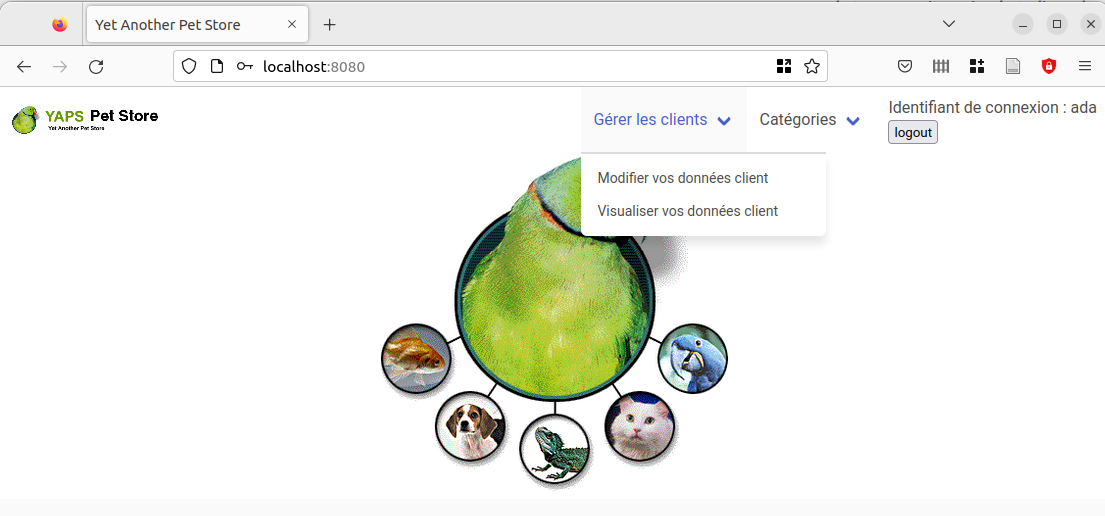 Yet Another Pet Store
localhost:8080
YAPS Pet Store
Yet Another Pet Store
Gérer les clients
Catégories
Identifiant de connexion : ada
logout
Modifier vos données client
Visualiser vos données client